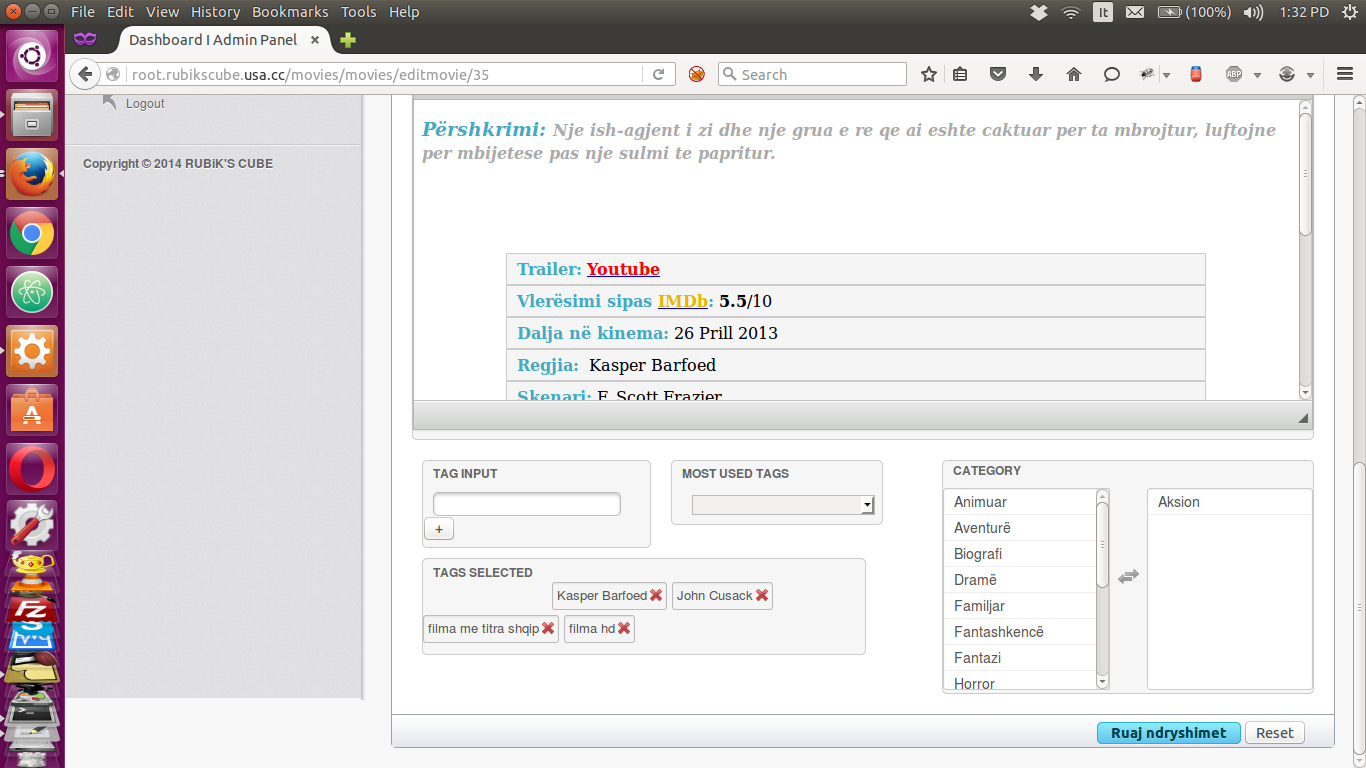 File Edit View History Bookmarks Tools Help
It (100%) 1:32 PD
Dashboard I Admin Panel
root.rubikscube.usa.cc/movies/movies/editmovie/35
Search
ABP
Logout
Copyright © 2014 RUBiK'S CUBE
Përshkrimi: Nje ish-agjent i zi dhe nje grua e re qe ai eshte caktuar per ta mbrojtur, luftojne
per mbijetese pas nje sulmi te papritur.
Trailer: Youtube
Vlerësimi sipas IMDb: 5.5/10
Dalja në kinema: 26 Prill 2013
Regjia: Kasper Barfoed
Skenari: F. Scott Frazier
TAG INPUT
+
MOST USED TAGS
TAGS SELECTED
Kasper Barfoed
John Cusack
filma me titra shqip
filma hd
CATEGORY
Animuar
Aventurë
Biografi
Dramë
Familjar
Fantashkencë
Fantazi
Horror
Aksion
Ruaj ndryshimet
Reset